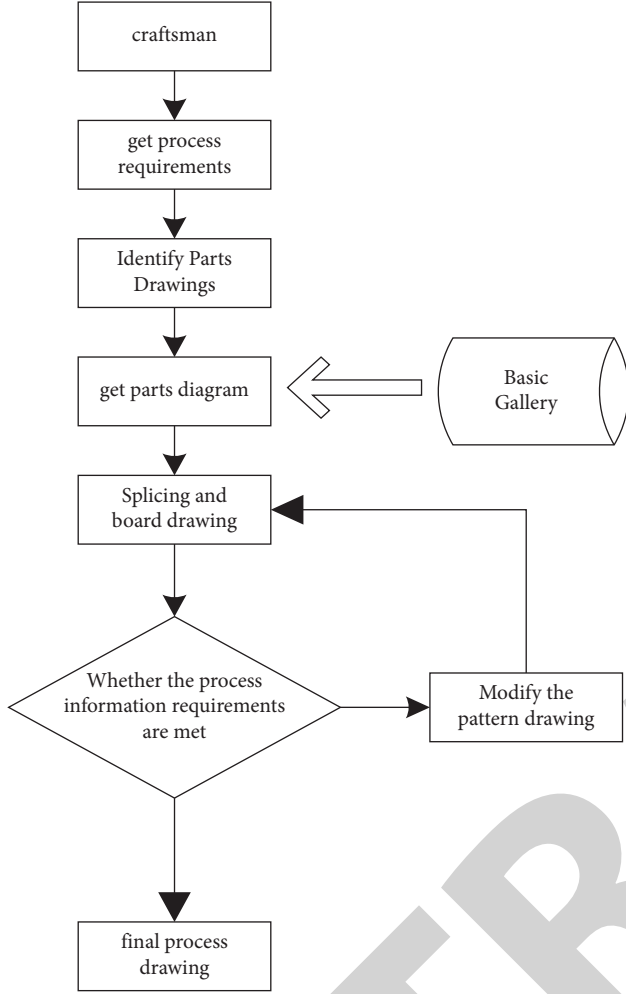 craftsman
get process
requirements
Identify Parts
Drawings
get parts diagram
Basic
Gallery
Splicing and
board drawing
Whether the process
information requirements
are met
Modify the
pattern drawing
final process
drawing